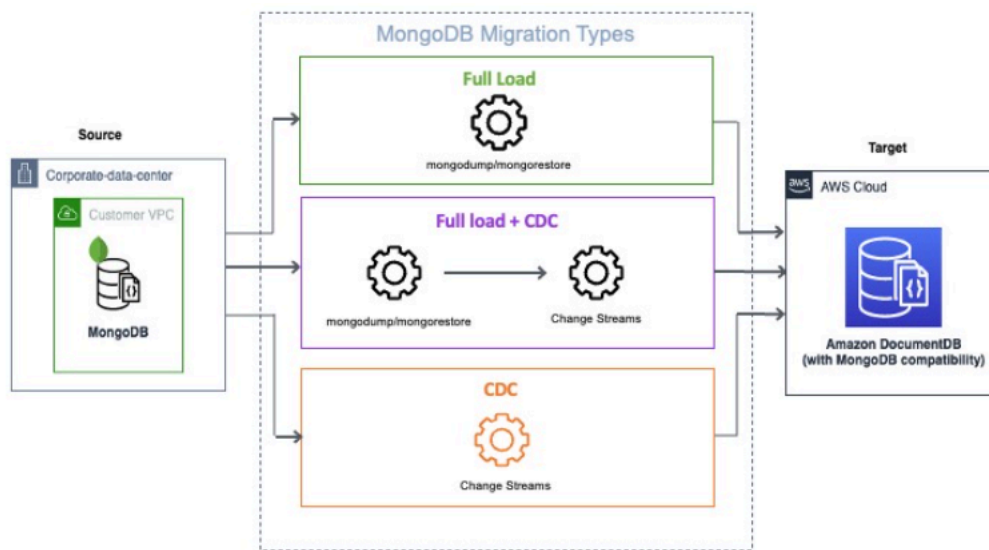 MongoDB Migration Types
Source
Corporate-data-center
Customer VPC
MongoDB
Full Load
mongodump/mongorestore
Full load + CDC
mongodump/mongorestore
Change Streams
CDC
Change Streams
Target
aws
AWS Cloud
{}
Amazon DocumentDB
(with MongoDB compatibility)